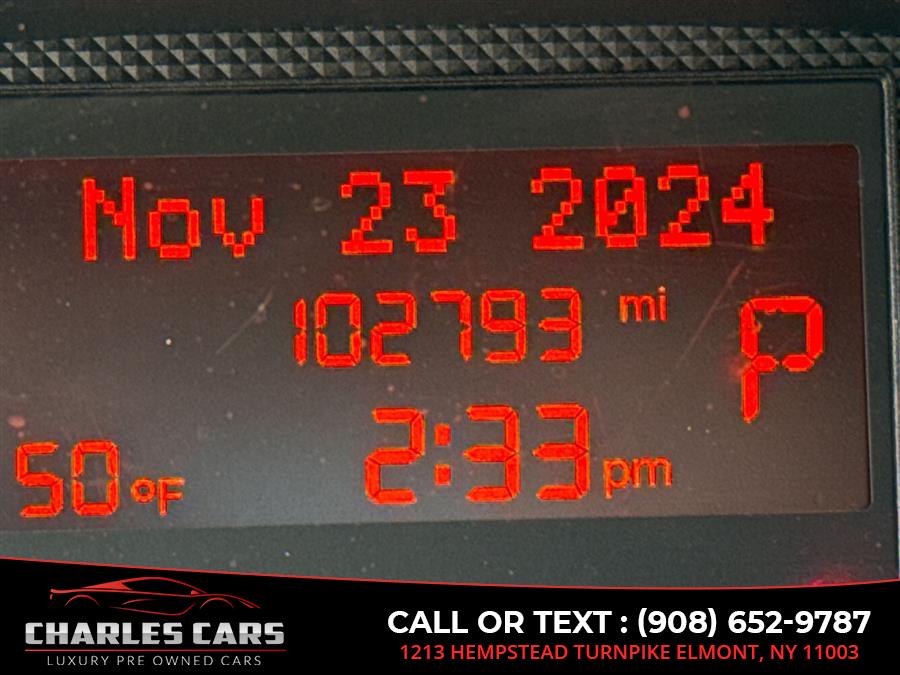 Nov 23 2024
102793 mi
P
2:33 pm
50°F
CHARLES CARS
LUXURY PRE OWNED CARS
CALL OR TEXT : (908) 652-9787
1213 HEMPSTEAD TURNPIKE ELMONT, NY 11003